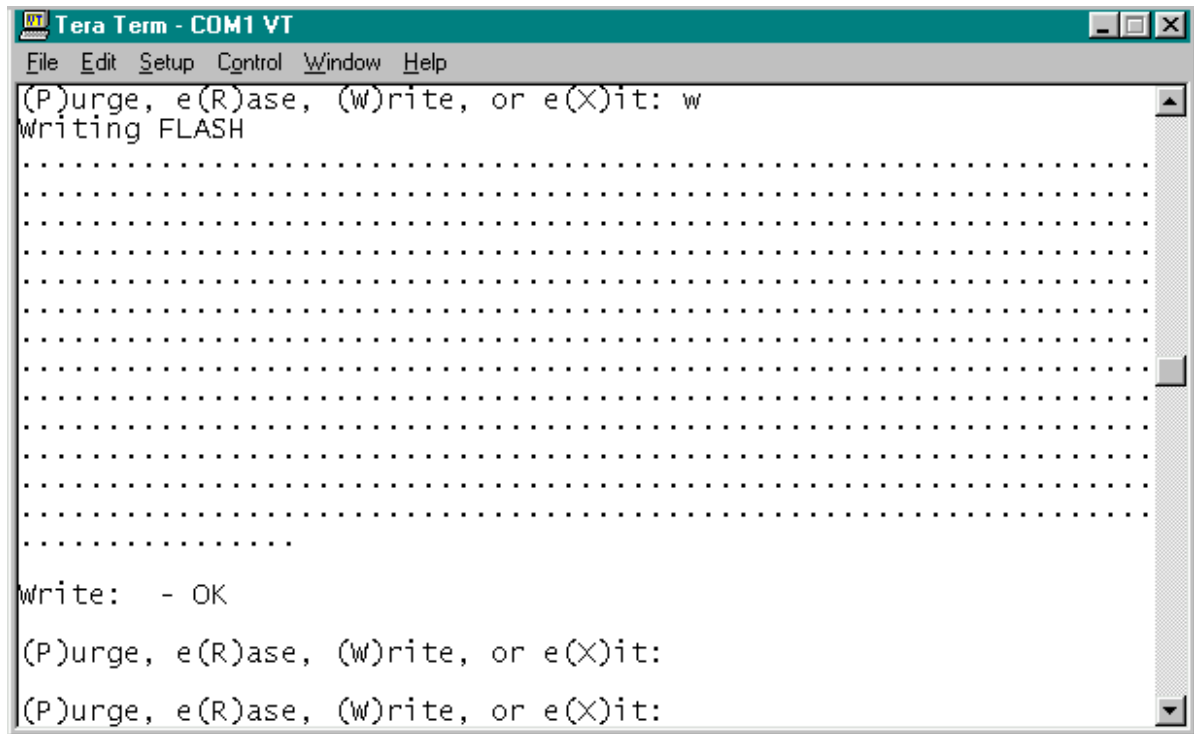 Tera Term - COM1 VT
File Edit Setup Control Window Help
(P)urge, e(R)ase, (W)rite, or e(X)it: w
Writing FLASH
..............................................................
..............................................................
..............................................................
..............................................................
..............................................................
..............................................................
..............................................................
..............................................................
..............................................................
..............................................................
..............................................................
..............................................................
..............................................................
...............
Write:  - OK
(P)urge, e(R)ase, (W)rite, or e(X)it:
(P)urge, e(R)ase, (W)rite, or e(X)it: